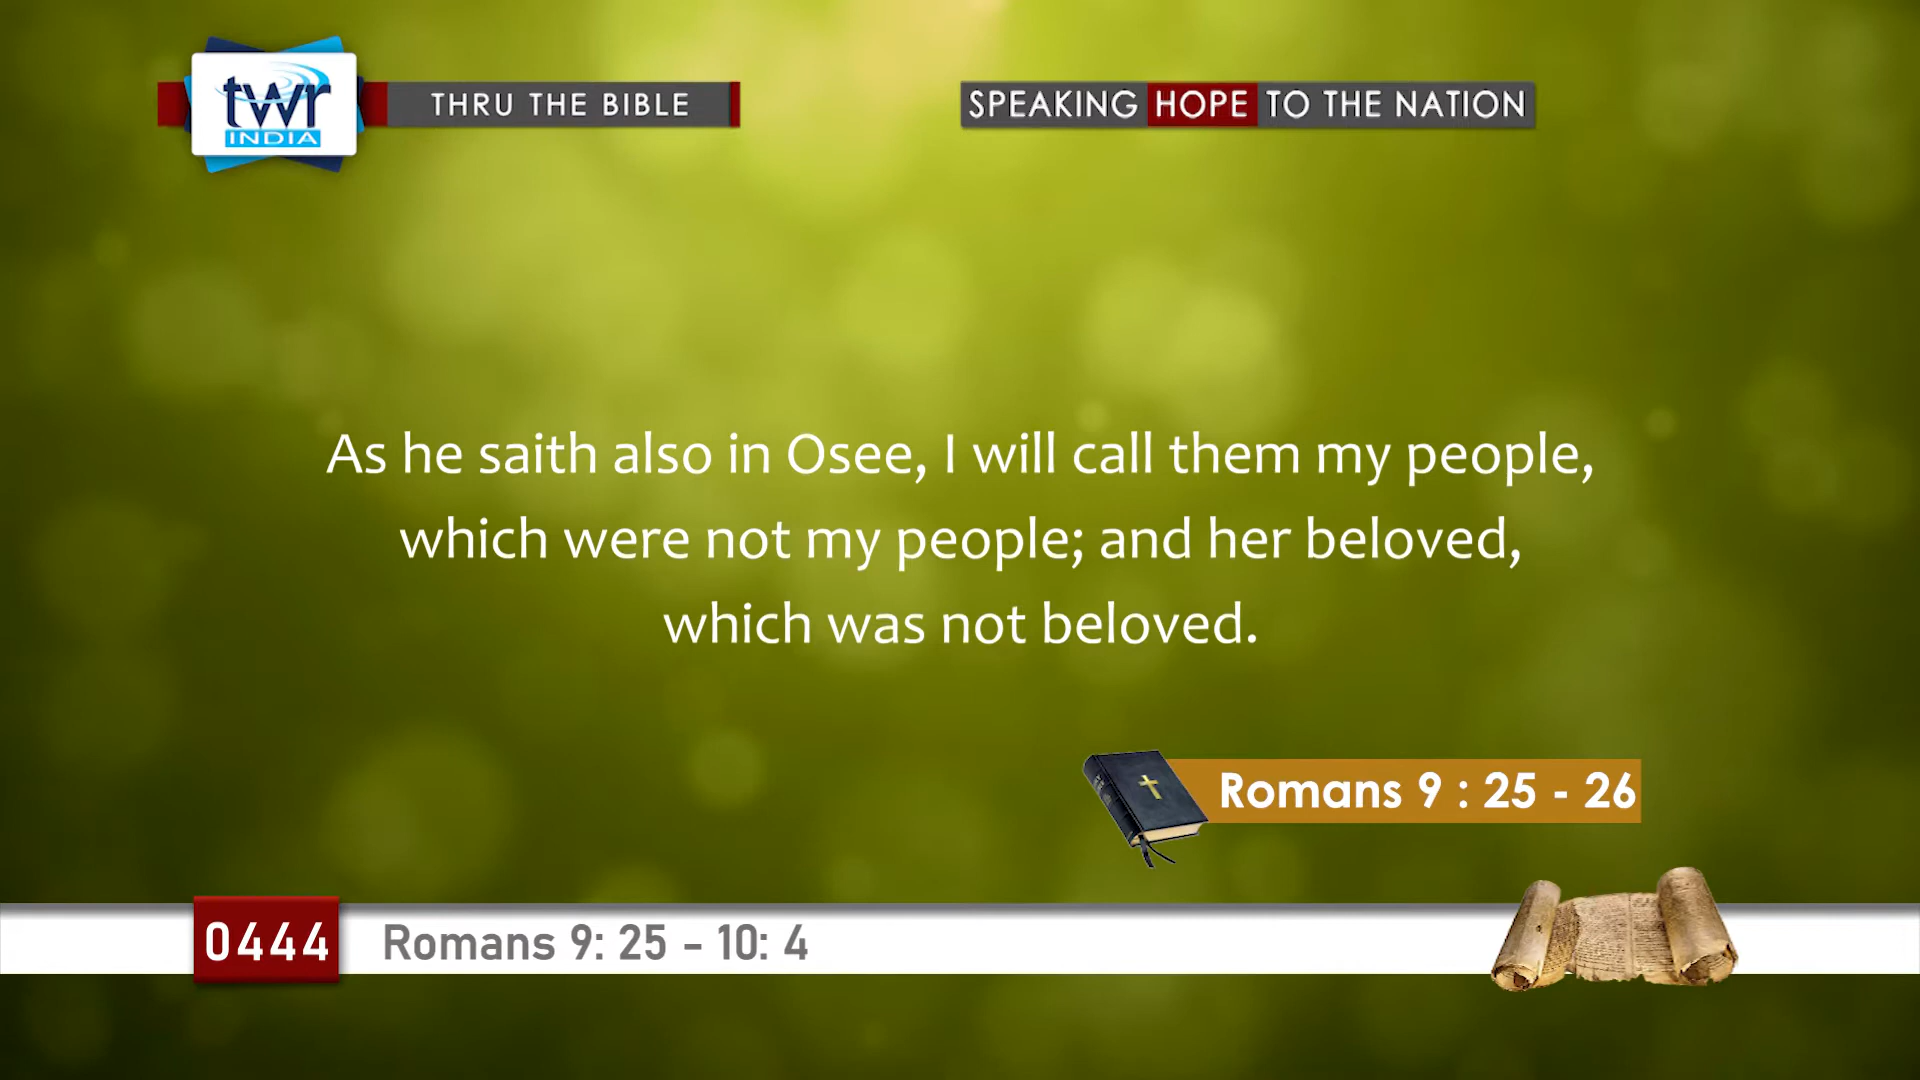 twr
INDIA
THRU THE BIBLE
SPEAKING HOPE TO THE NATION
As he saith also in Osee, I will call them my people,
which were not my people; and her beloved,
which was not beloved.
Romans 9 : 25 - 26
0444
Romans 9: 25 - 10: 4